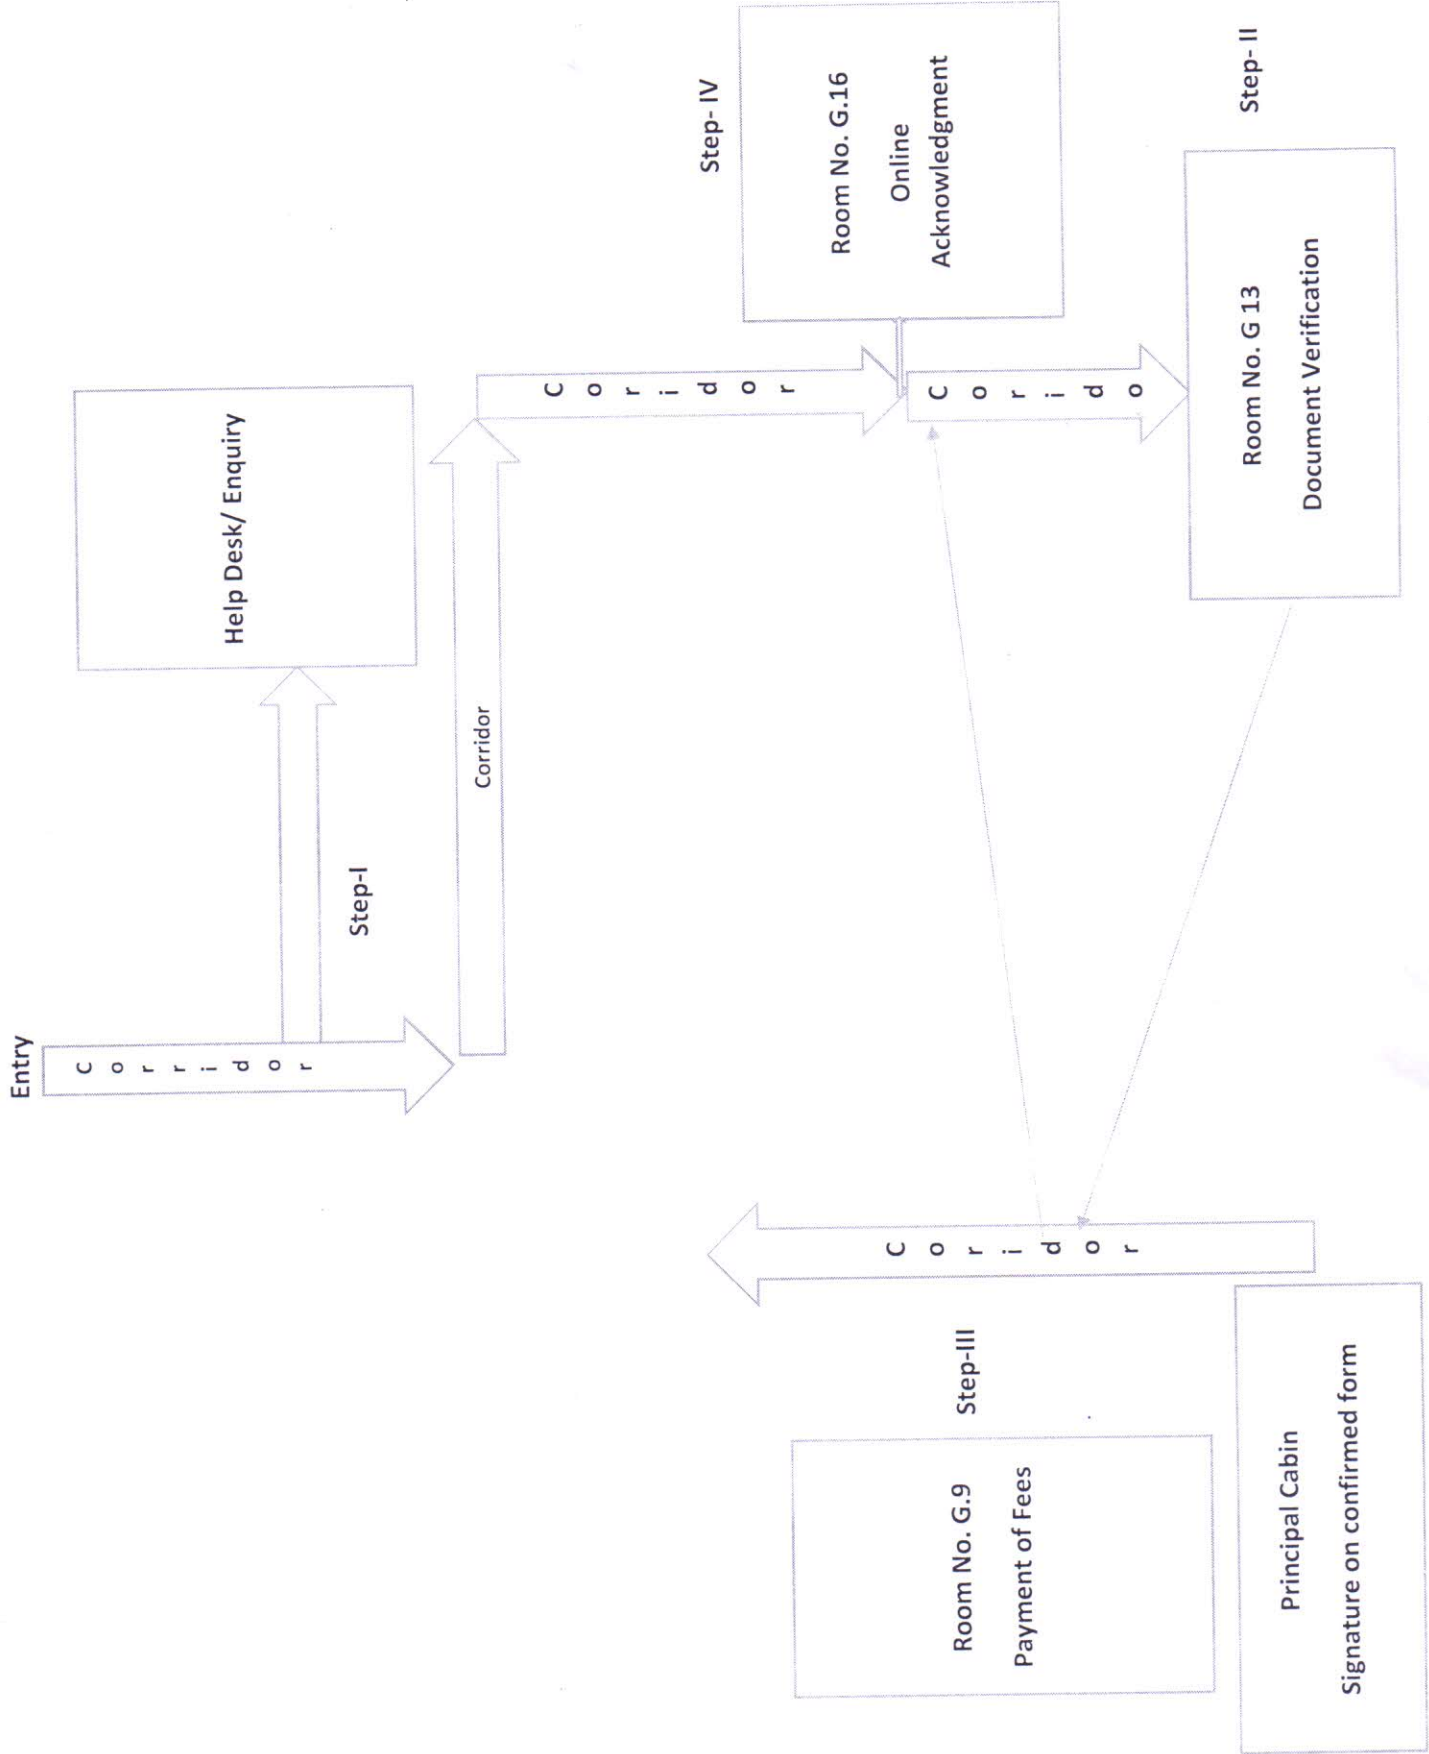 Entry
C o r r i d o r
Help Desk/ Enquiry
Step-I
Corridor
C o r i d o r
Step- IV
Room No. G.16
Online
Acknowledgment
C o r i d o
Step- II
Room No. G 13
Document Verification
C o r i d o r
Step-III
Room No. G.9
Payment of Fees
Principal Cabin
Signature on confirmed form